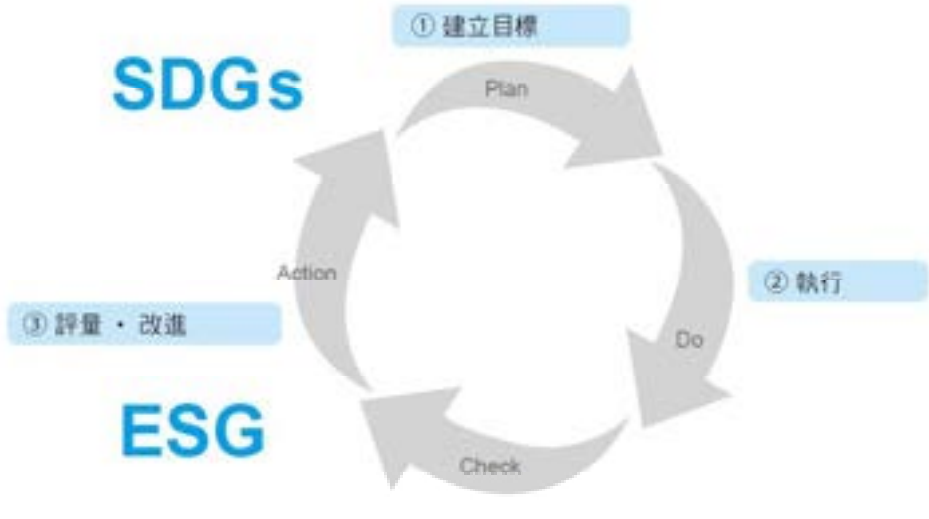 ① 建立目標
SDGs
Plan
② 執行
Do
Check
Action
③ 評量 · 改進
ESG